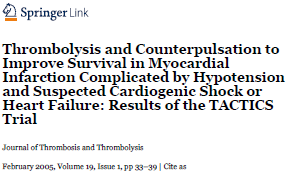 Springer Link
Thrombolysis and Counterpulsation to
Improve Survival in Myocardial
Infarction Complicated by Hypotension
and Suspected Cardiogenic Shock or
Heart Failure: Results of the TACTICS
Trial
Journal of Thrombosis and Thrombolysis
February 2005, Volume 19, Issue 1, pp 33–39 | Cite as